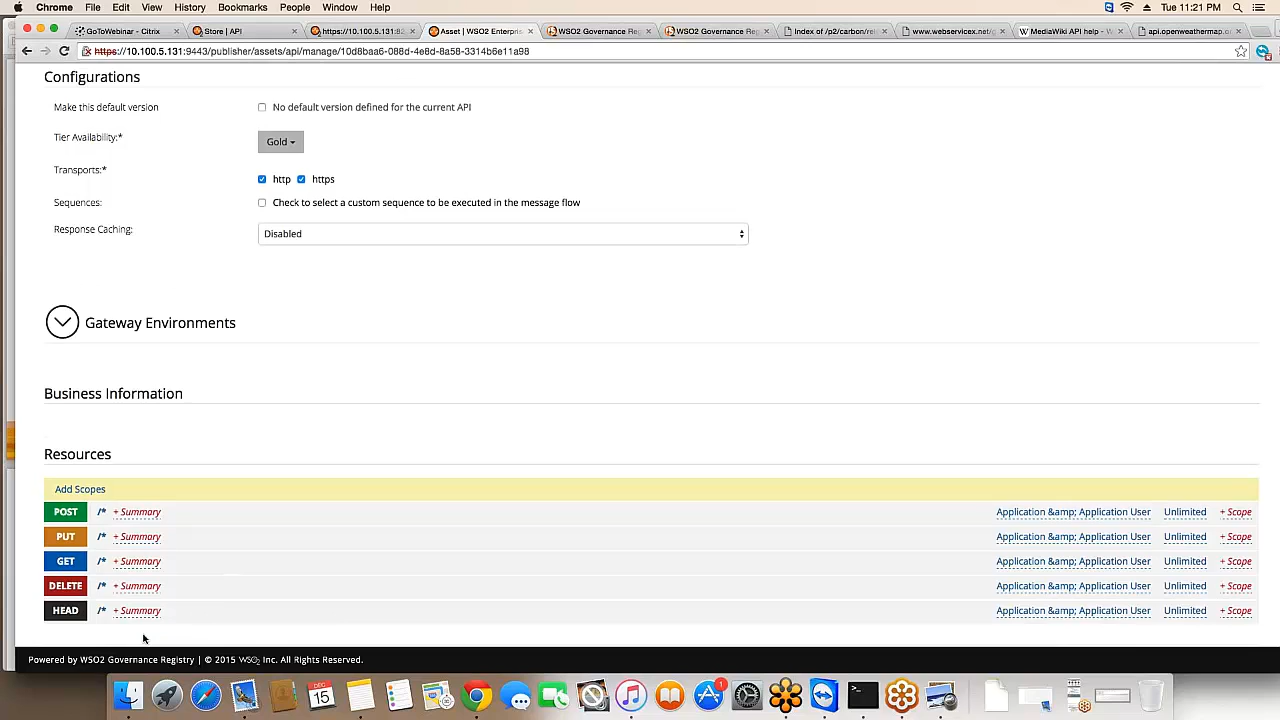 Chrome File Edit View History Bookmarks People Window Help Tue 11:21 PM
GoToWebinar - Citrix Store | API https://10.100.5.131:9 Asset | WSO2 Enterpris WSO2 Governance Reg WSO2 Governance Reg Index of /p2/carbon/rel www.webservicex.net/g MediaWiki API help - W api.openweathermap.o
https://10.100.5.131:9443/publisher/assets/api/manage/10d8baa6-088d-4e8d-8a58-3314b6e11a98
Configurations
Make this default version No default version defined for the current API
Tier Availability:* Gold
Transports:* http https
Sequences: Check to select a custom sequence to be executed in the message flow
Response Caching: Disabled
Gateway Environments
Business Information
Resources
Add Scopes
POST /* + Summary Application &amp; Application User Unlimited + Scope
PUT /* + Summary Application &amp; Application User Unlimited + Scope
GET /* + Summary Application &amp; Application User Unlimited + Scope
DELETE /* + Summary Application &amp; Application User Unlimited + Scope
HEAD /* + Summary Application &amp; Application User Unlimited + Scope
Powered by WSO2 Governance Registry | © 2015 WSO2 Inc. All Rights Reserved.
DEC
15
1